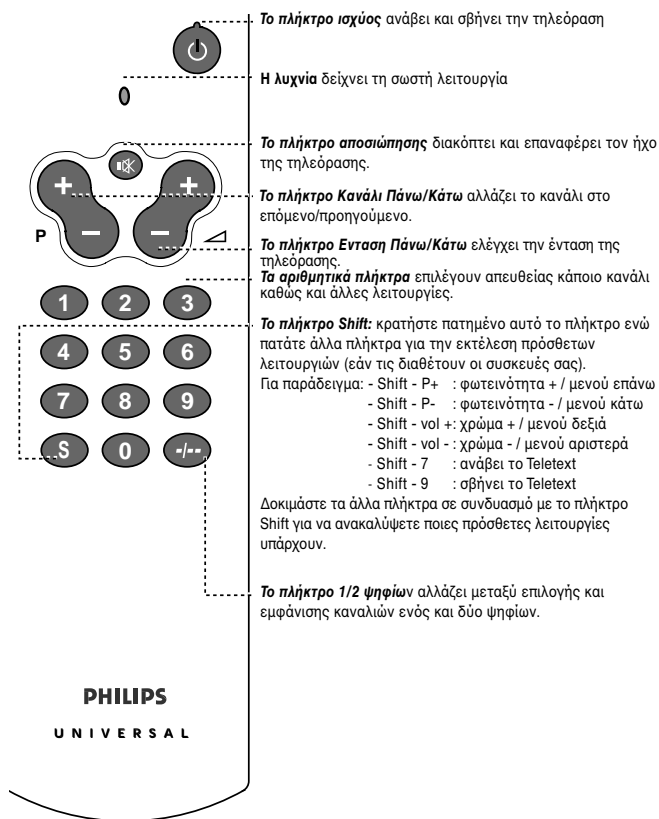 Το πλήκτρο ισχύος ανάβει και σβήνει την τηλεόραση
Η λυχνία δείχνει τη σωστή λειτουργία
Το πλήκτρο αποσιώπησης διακόπτει και επαναφέρει τον ήχο
της τηλεόρασης.
Το πλήκτρο Κανάλι Πάνω/Κάτω αλλάζει το κανάλι στο
επόμενο/προηγούμενο.
Το πλήκτρο Ενταση Πάνω/Κάτω ελέγχει την ένταση της
τηλεόρασης.
Τα αριθμητικά πλήκτρα επιλέγουν απευθείας κάποιο κανάλι
καθώς και άλλες λειτουργίες.
Το πλήκτρο Shift: κρατήστε πατημένο αυτό το πλήκτρο ενώ
πατάτε άλλα πλήκτρα για την εκτέλεση πρόσθετων
λειτουργιών (εάν τις διαθέτουν οι συσκευές σας).
Για παράδειγμα: - Shift - P+ : φωτεινότητα + / μενού επάνω
- Shift - P- : φωτεινότητα - / μενού κάτω
- Shift - vol +: χρώμα + / μενού δεξιά
- Shift - vol -: χρώμα - / μενού αριστερά
- Shift - 7 : ανάβει το Teletext
- Shift - 9 : σβήνει το Teletext
Δοκιμάστε τα άλλα πλήκτρα σε συνδυασμό με το πλήκτρο
Shift για να ανακαλύψετε ποιες πρόσθετες λειτουργίες
υπάρχουν.
Το πλήκτρο 1/2 ψηφίων αλλάζει μεταξύ επιλογής και
εμφάνισης καναλιών ενός και δύο ψηφίων.
+ +
P − −
1 2 3
4 5 6
7 8 9
S 0 -/--
PHILIPS
UNIVERSAL